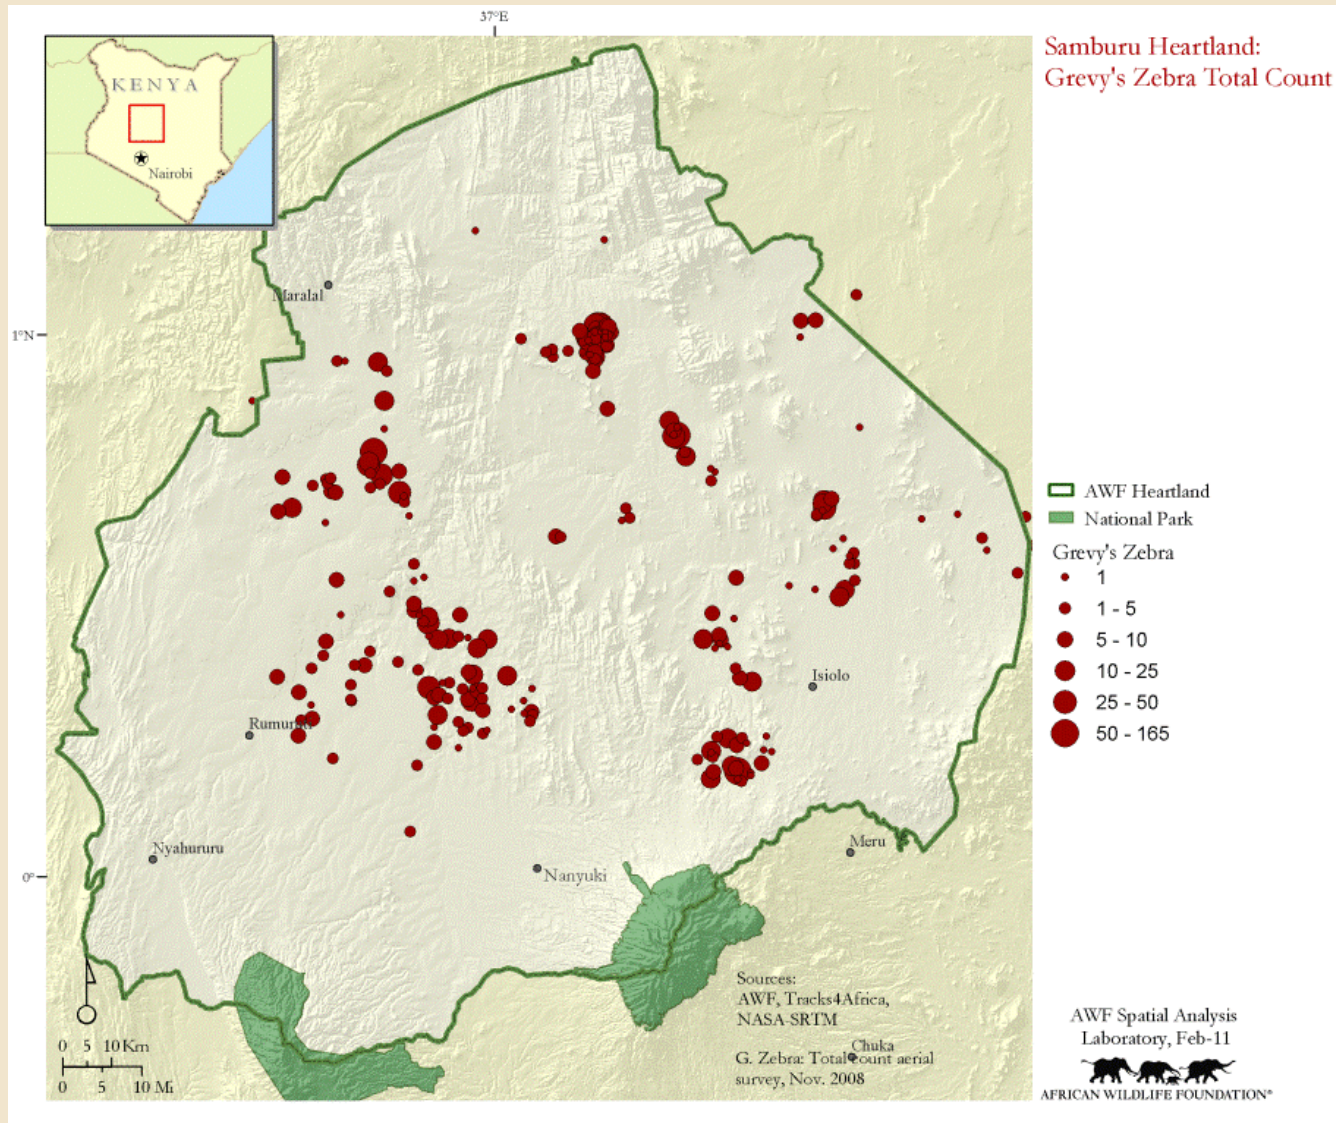 37°E
Samburu Heartland:
Grevy's Zebra Total Count
KENYA
Nairobi
Maralal
1°N
AWF Heartland
National Park
Grevy's Zebra
1
1 - 5
5 - 10
10 - 25
25 - 50
50 - 165
Isiolo
Rumuruti
Nyahururu
Meru
Nanyuki
0°
Sources:
AWF, Tracks4Africa,
NASA-SRTM
Chuka
G. Zebra: Total count aerial
survey, Nov. 2008
0 5 10 Km
0 5 10 Mi
AWF Spatial Analysis
Laboratory, Feb-11
AFRICAN WILDLIFE FOUNDATION®